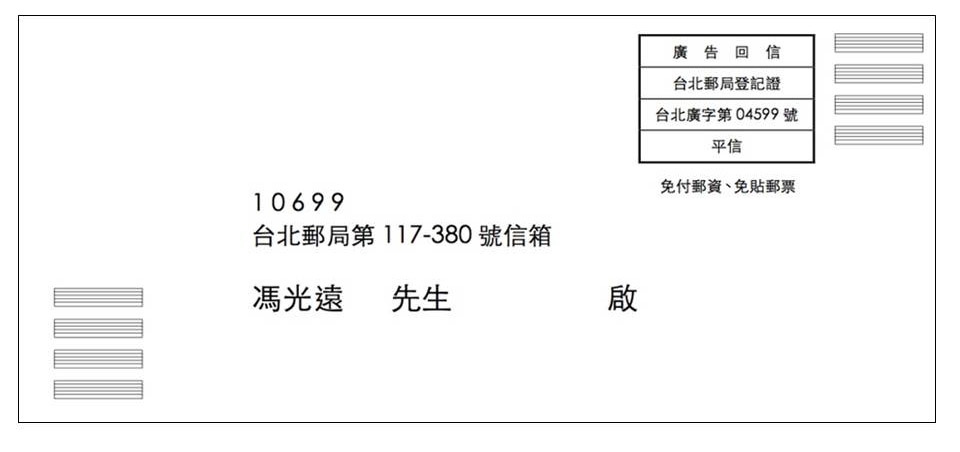 廣告回信
台北郵局登記證
台北廣字第 04599 號
平信
免付郵資、免貼郵票
10699
台北郵局第 117-380 號信箱
馮光遠 先生 啟